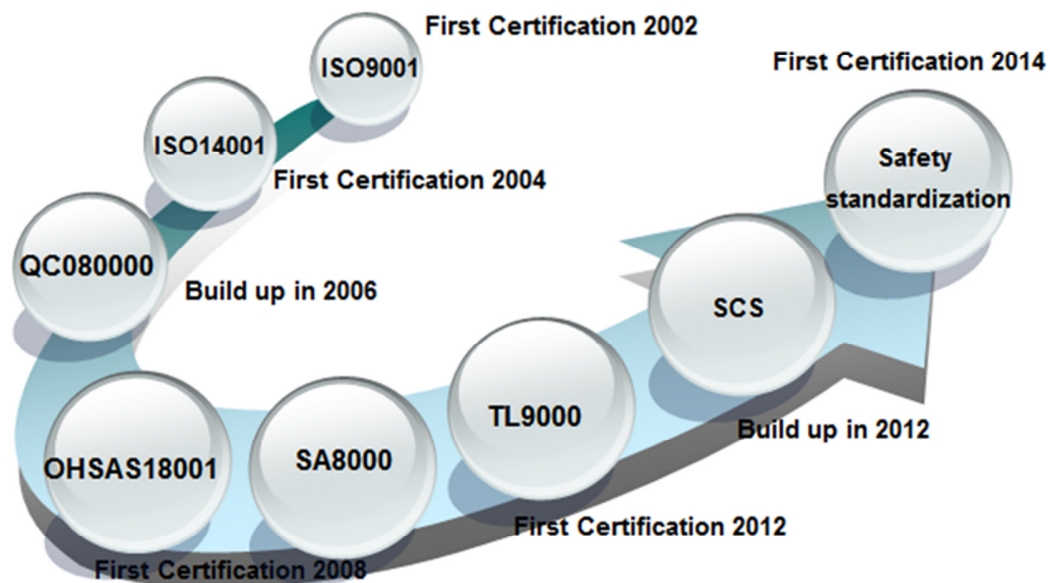 First Certification 2002
ISO9001
ISO14001
First Certification 2004
QC080000
Build up in 2006
OHSAS18001
First Certification 2008
SA8000
TL9000
First Certification 2012
SCS
Build up in 2012
First Certification 2014
Safety
standardization